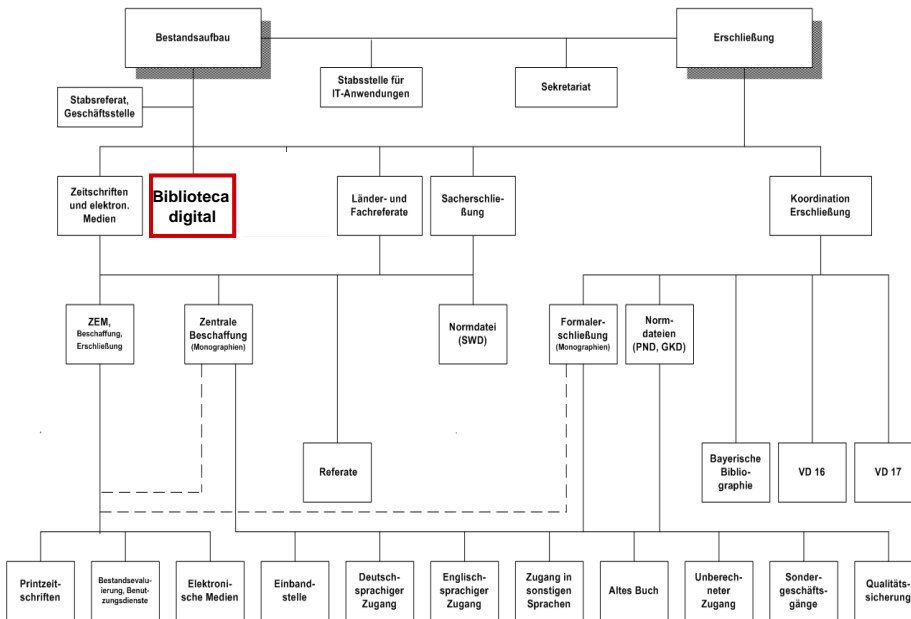 Bestandsaufbau
Erschließung
Stabsstelle für
IT-Anwendungen
Sekretariat
Stabsreferat,
Geschäftsstelle
Zeitschriften
und elektron.
Medien
Biblioteca
digital
Länder- und
Fachreferate
Sacherschlie-
ßung
Koordination
Erschließung
ZEM,
Beschaffung,
Erschließung
Zentrale
Beschaffung
(Monographien)
Normdatei
(SWD)
Formaler-
schließung
(Monographien)
Norm-
dateien
(PND, GKD)
Referate
Bayerische
Biblio-
graphie
VD 16
VD 17
Printzeit-
schriften
Bestandsevalu-
ierung, Benut-
zungsdienste
Elektroni-
sche Medien
Einband-
stelle
Deutsch-
sprachiger
Zugang
Englisch-
sprachiger
Zugang
Zugang in
sonstigen
Sprachen
Altes Buch
Unberech-
neter
Zugang
Sonder-
geschäfts-
gänge
Qualitäts-
sicherung